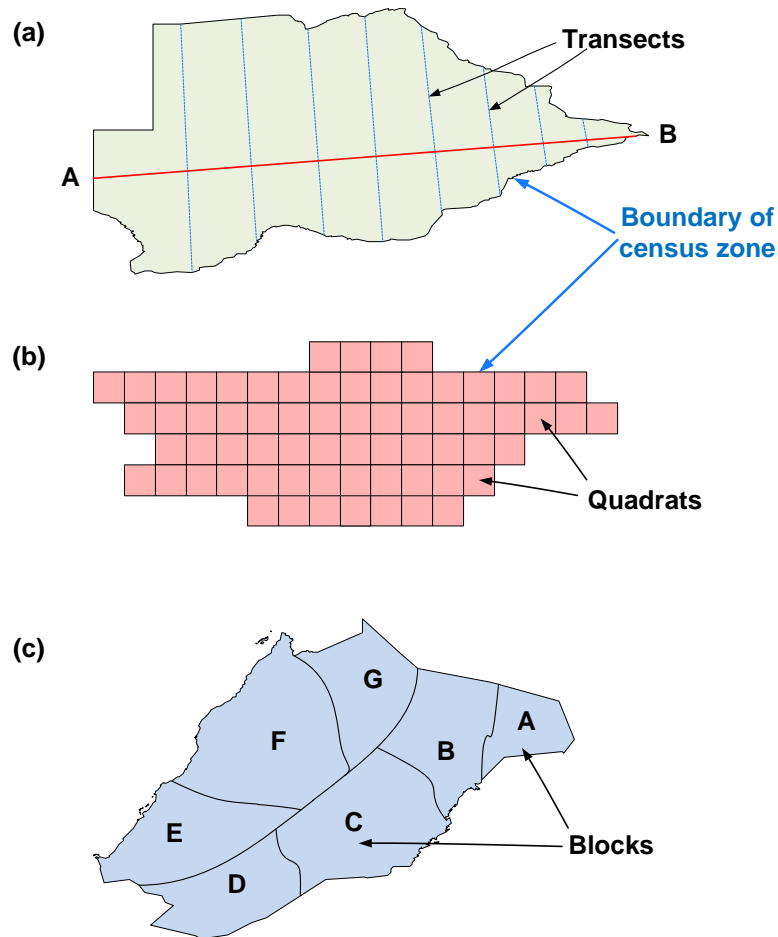 (a)
Transects
A
B
Boundary of
census zone
(b)
Quadrats
(c)
G
A
F
B
C
E
Blocks
D